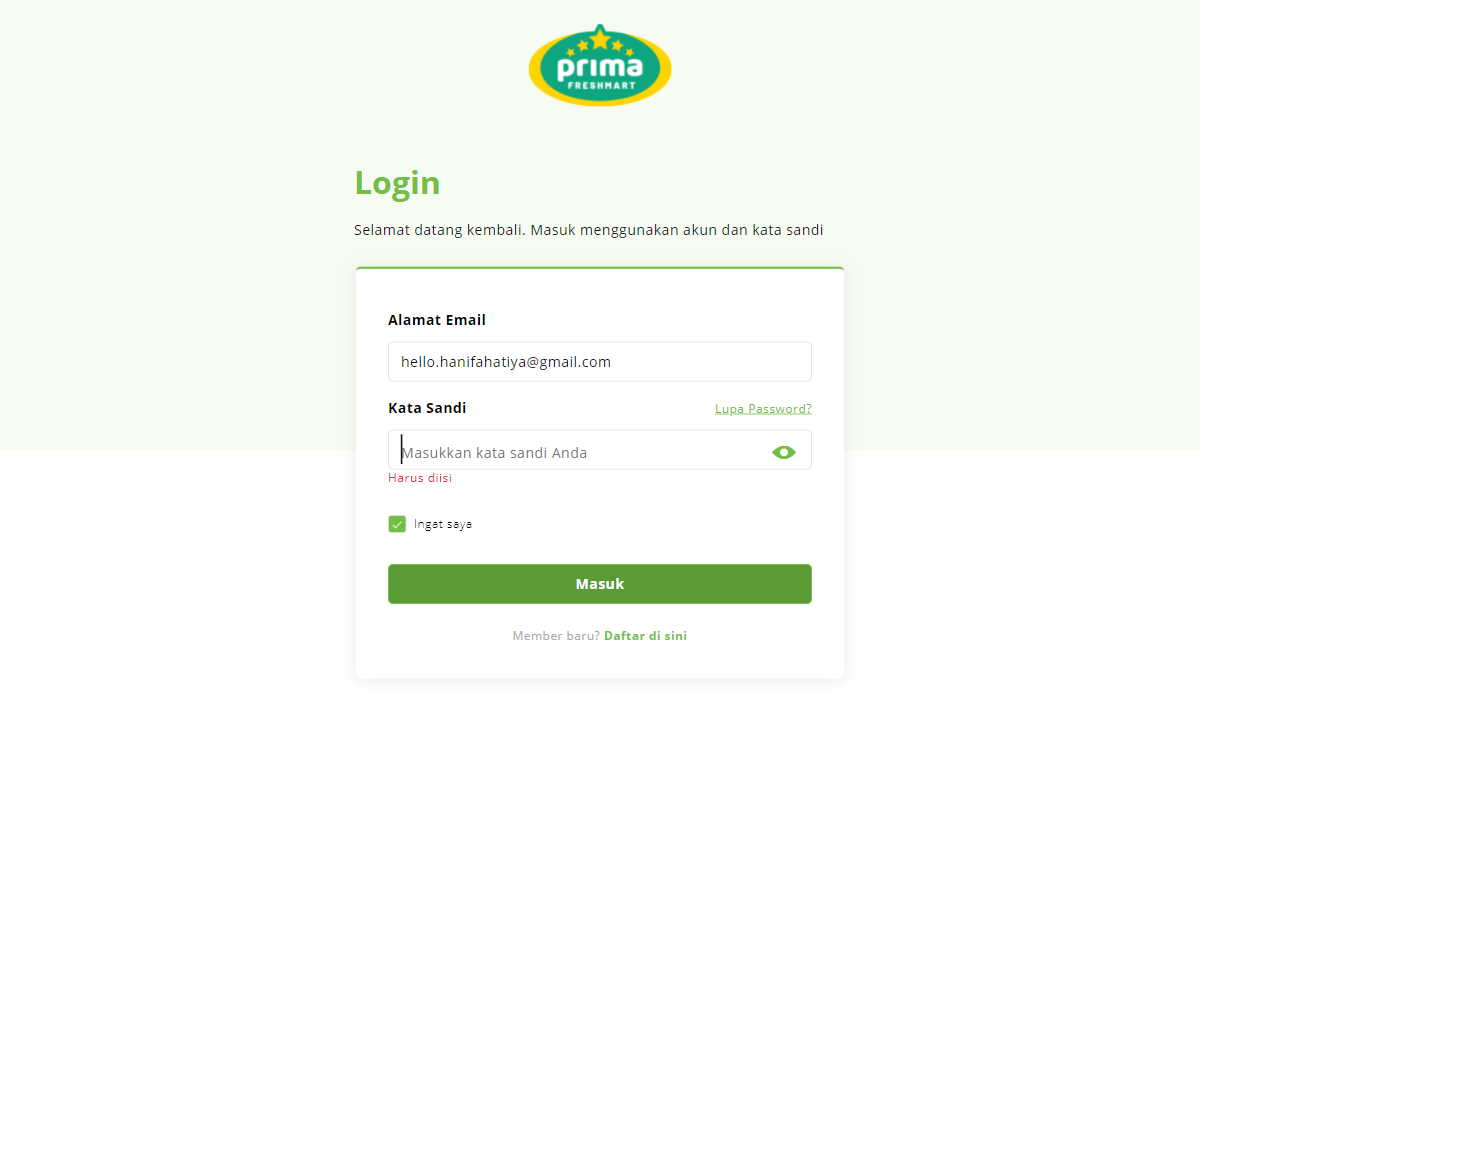 prima
FRESHMART
Login
Selamat datang kembali. Masuk menggunakan akun dan kata sandi
Alamat Email
hello.hanifahatiya@gmail.com
Kata Sandi
Lupa Password?
Masukkan kata sandi Anda
Harus diisi
Ingat saya
Masuk
Member baru? Daftar di sini